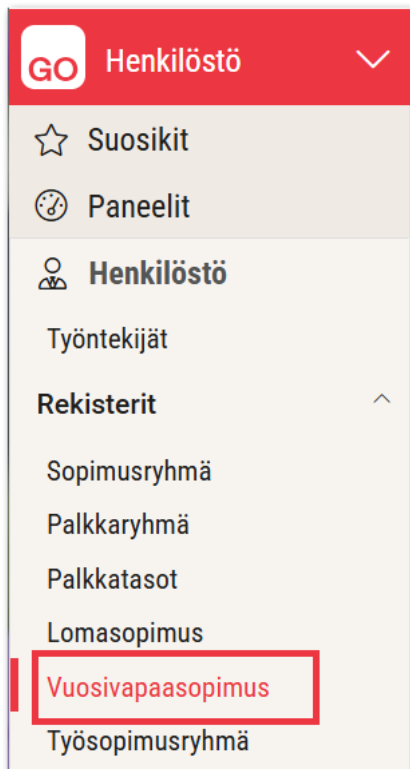 GO Henkilöstö
Suosikit
Paneelit
Henkilöstö
Työntekijät
Rekisterit
Sopimusryhmä
Palkkaryhmä
Palkkatasot
Lomasopimus
Vuosivapaasopimus
Työsopimusryhmä